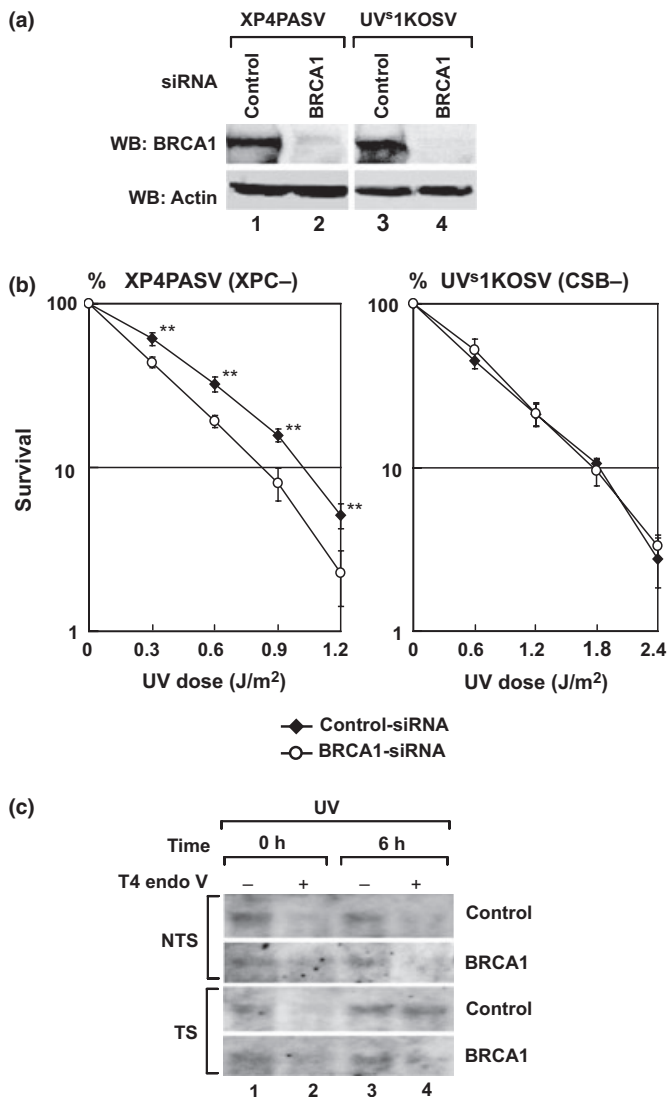 (a)
XP4PASV UVˢ1KOSV
siRNA Control BRCA1 Control BRCA1
WB: BRCA1
WB: Actin
1 2 3 4
(b)
% XP4PASV (XPC–)
100
10
1
Survival
** ** ** **
0 0.3 0.6 0.9 1.2
UV dose (J/m²)
% UVˢ1KOSV (CSB–)
100
10
1
0 0.6 1.2 1.8 2.4
UV dose (J/m²)
Control-siRNA
BRCA1-siRNA
(c)
UV
Time 0 h 6 h
T4 endo V – + – +
NTS
Control
BRCA1
TS
Control
BRCA1
1 2 3 4